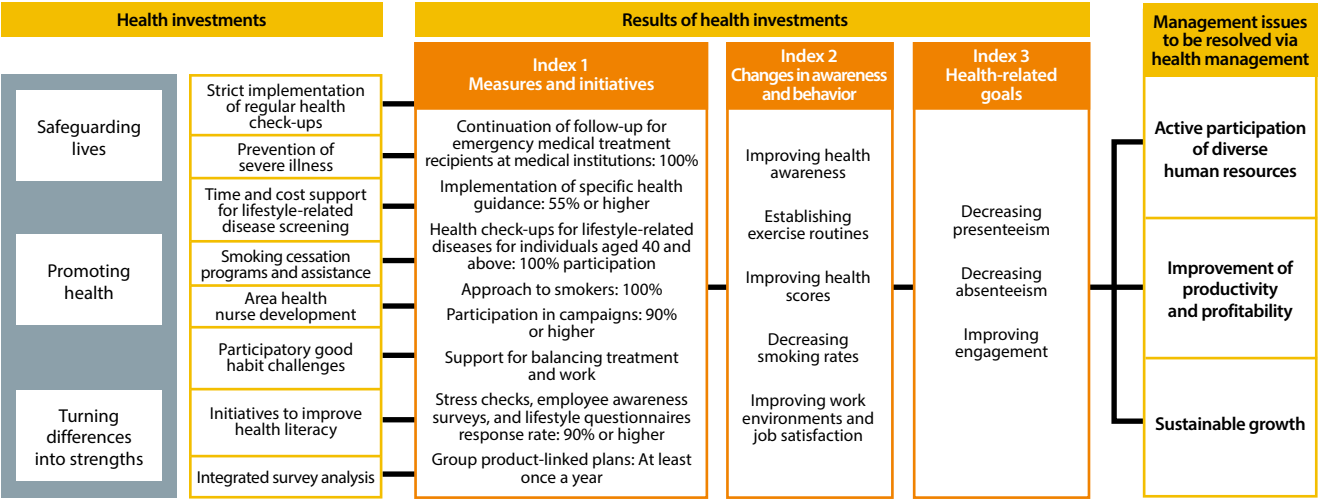 Health investments
Safeguarding
lives
Promoting
health
Turning
differences
into strengths
Strict implementation
of regular health
check-ups
Prevention of
severe illness
Time and cost support
for lifestyle-related
disease screening
Smoking cessation
programs and assistance
Area health
nurse development
Participatory good
habit challenges
Initiatives to improve
health literacy
Integrated survey analysis
Results of health investments
Index 1
Measures and initiatives
Continuation of follow-up for
emergency medical treatment
recipients at medical institutions: 100%
Implementation of specific health
guidance: 55% or higher
Health check-ups for lifestyle-related
diseases for individuals aged 40 and
above: 100% participation
Approach to smokers: 100%
Participation in campaigns: 90%
or higher
Support for balancing treatment
and work
Stress checks, employee awareness
surveys, and lifestyle questionnaires
response rate: 90% or higher
Group product-linked plans: At least
once a year
Index 2
Changes in awareness
and behavior
Improving health
awareness
Establishing
exercise routines
Improving health
scores
Decreasing
smoking rates
Improving work
environments and
job satisfaction
Index 3
Health-related
goals
Decreasing
presenteeism
Decreasing
absenteeism
Improving
engagement
Management issues
to be resolved via
health management
Active participation
of diverse
human resources
Improvement of
productivity
and profitability
Sustainable growth